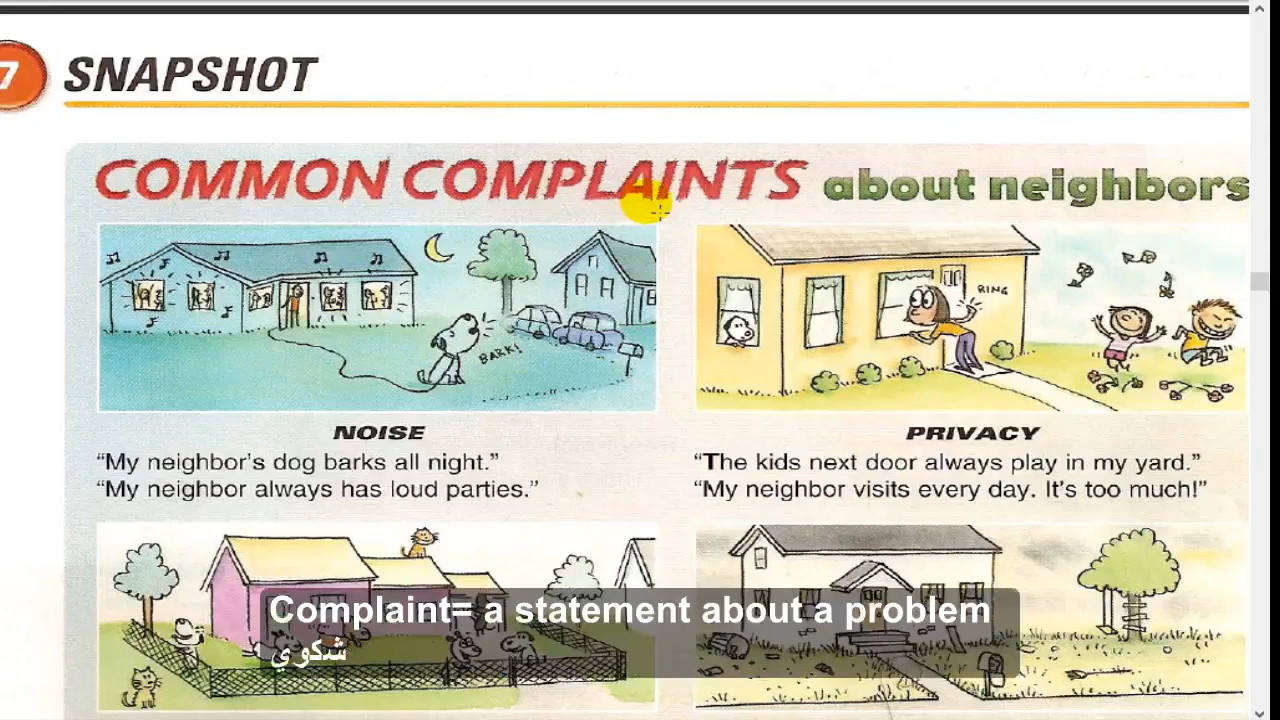 7 SNAPSHOT
COMMON COMPLAINTS about neighbors
RING
BARK!
NOISE
"My neighbor's dog barks all night."
"My neighbor always has loud parties."
PRIVACY
"The kids next door always play in my yard."
"My neighbor visits every day. It's too much!"
Complaint= a statement about a problem
شكوي